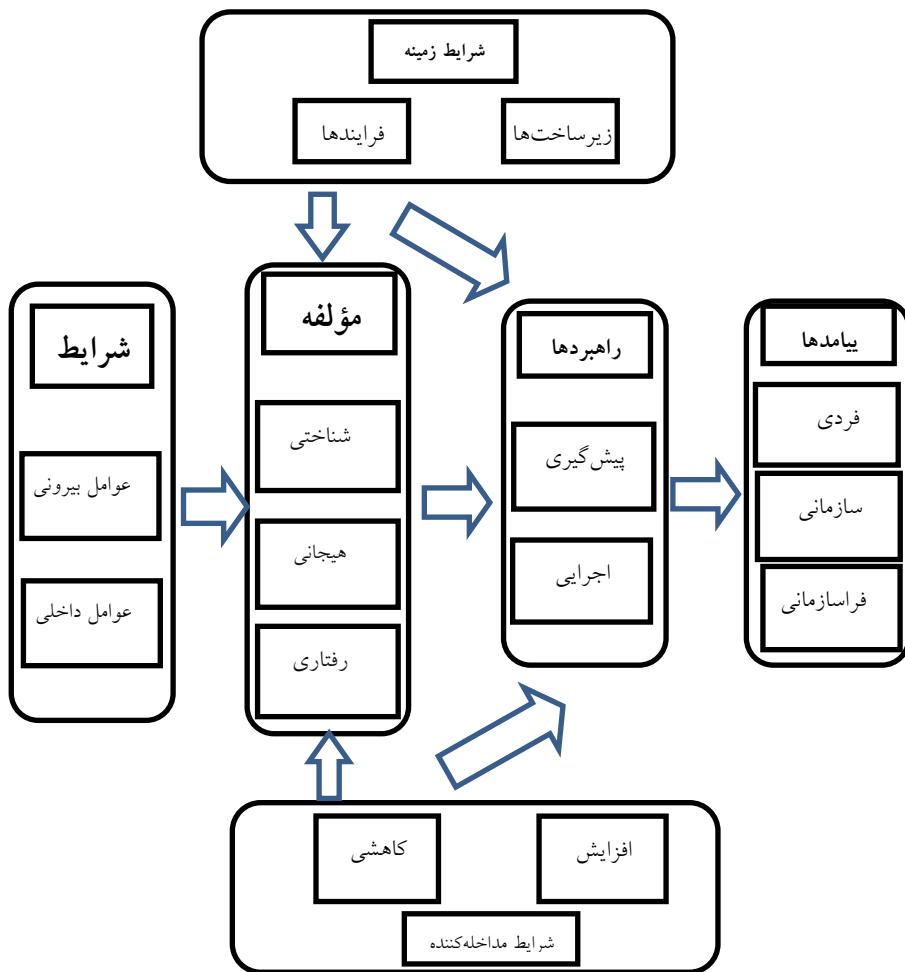 شرایط زمینه
زیرساخت‌ها
فرایندها
شرایط
عوامل بیرونی
عوامل داخلی
مؤلفه
شناختی
هیجانی
رفتاری
راهبردها
پیش‌گیری
اجرایی
پیامدها
فردی
سازمانی
فراسازمانی
افزایش
کاهشی
شرایط مداخله‌کننده